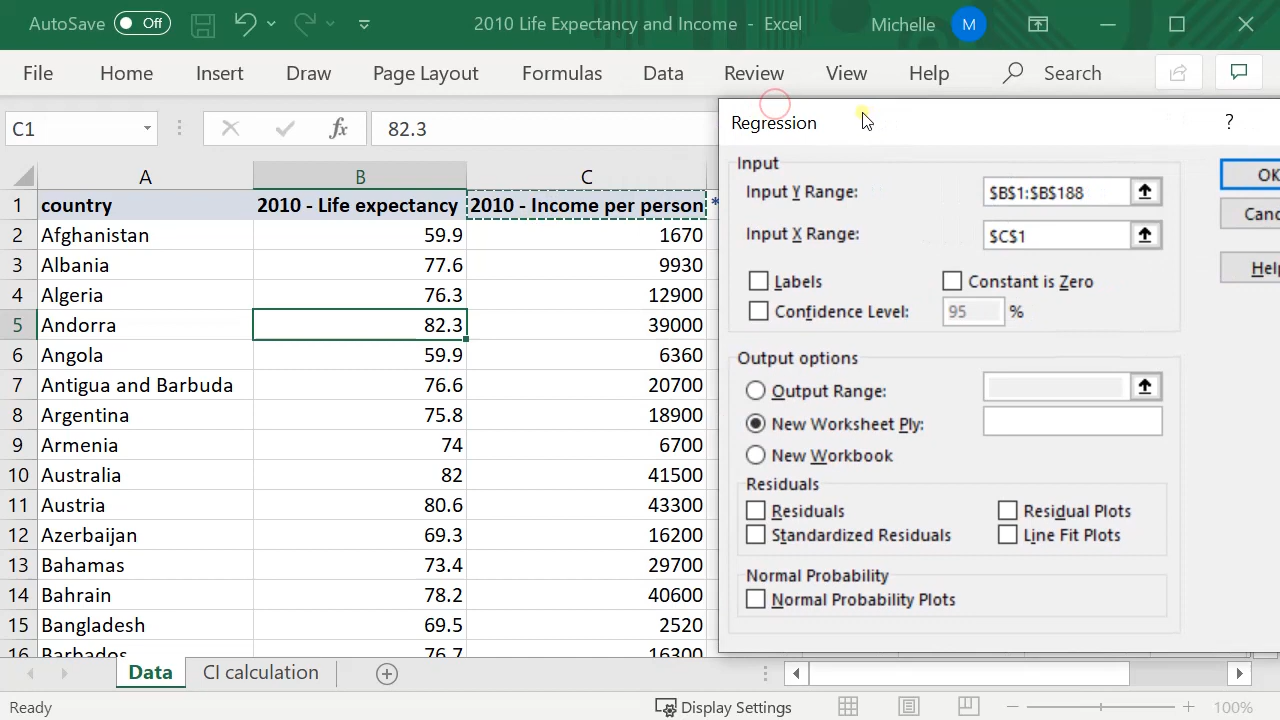 AutoSave Off 2010 Life Expectancy and Income - Excel Michelle M
File Home Insert Draw Page Layout Formulas Data Review View Help Search
C1 fx 82.3
Regression ?
Input
Input Y Range: $B$1:$B$188 OK
Input X Range: $C$1
Labels Constant is Zero
Confidence Level: 95 %
Output options
Output Range:
New Worksheet Ply:
New Workbook
Residuals
Residuals Residual Plots
Standardized Residuals Line Fit Plots
Normal Probability
Normal Probability Plots
A B C
1 country 2010 - Life expectancy 2010 - Income per person *
2 Afghanistan 59.9 1670
3 Albania 77.6 9930
4 Algeria 76.3 12900
5 Andorra 82.3 39000
6 Angola 59.9 6360
7 Antigua and Barbuda 76.6 20700
8 Argentina 75.8 18900
9 Armenia 74 6700
10 Australia 82 41500
11 Austria 80.6 43300
12 Azerbaijan 69.3 16200
13 Bahamas 73.4 29700
14 Bahrain 78.2 40600
15 Bangladesh 69.5 2520
16 Barbados 76.7 16300
Data CI calculation
Ready Display Settings 100%